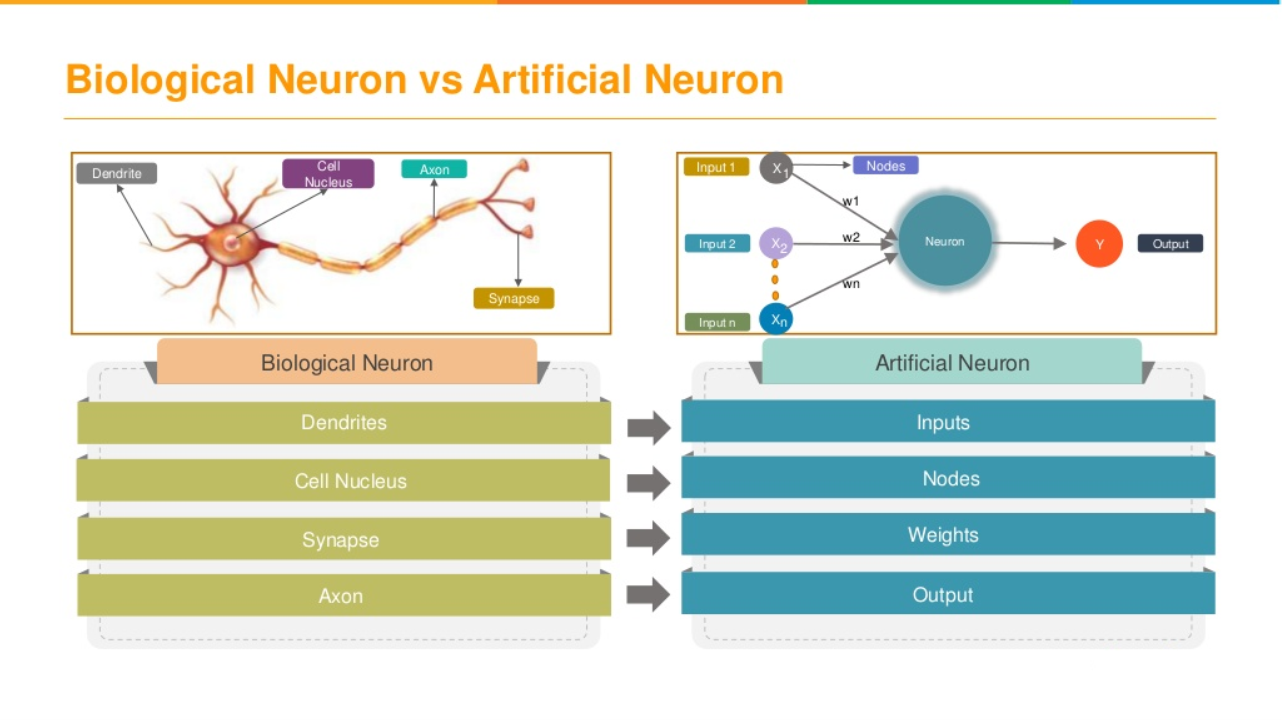 Biological Neuron vs Artificial Neuron
Dendrite
Cell
Nucleus
Axon
Synapse
Input 1
X1
Nodes
w1
Input 2
X2
w2
Neuron
Y
Output
wn
Input n
Xn
Biological Neuron
Artificial Neuron
Dendrites
Inputs
Cell Nucleus
Nodes
Synapse
Weights
Axon
Output